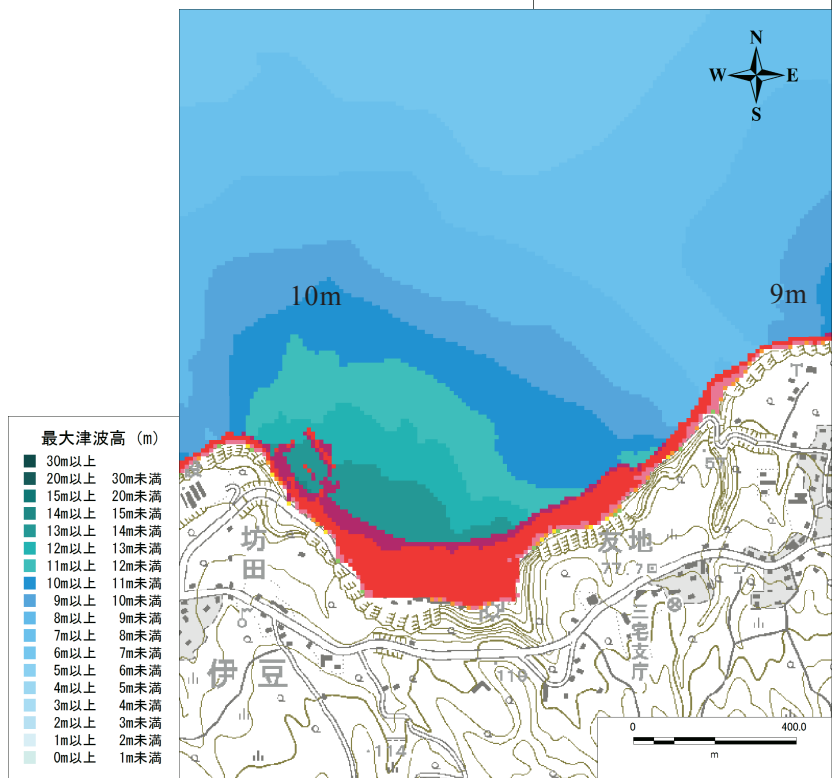 N
W E
S
10m
9m
最大津波高 (m)
30m以上
20m以上 30m未満
15m以上 20m未満
14m以上 15m未満
13m以上 14m未満
12m以上 13m未満
11m以上 12m未満
10m以上 11m未満
9m以上 10m未満
8m以上 9m未満
7m以上 8m未満
6m以上 7m未満
5m以上 6m未満
4m以上 5m未満
3m以上 4m未満
2m以上 3m未満
1m以上 2m未満
0m以上 1m未満
坊田
伊豆
三宅支庁
114
0 400.0
m